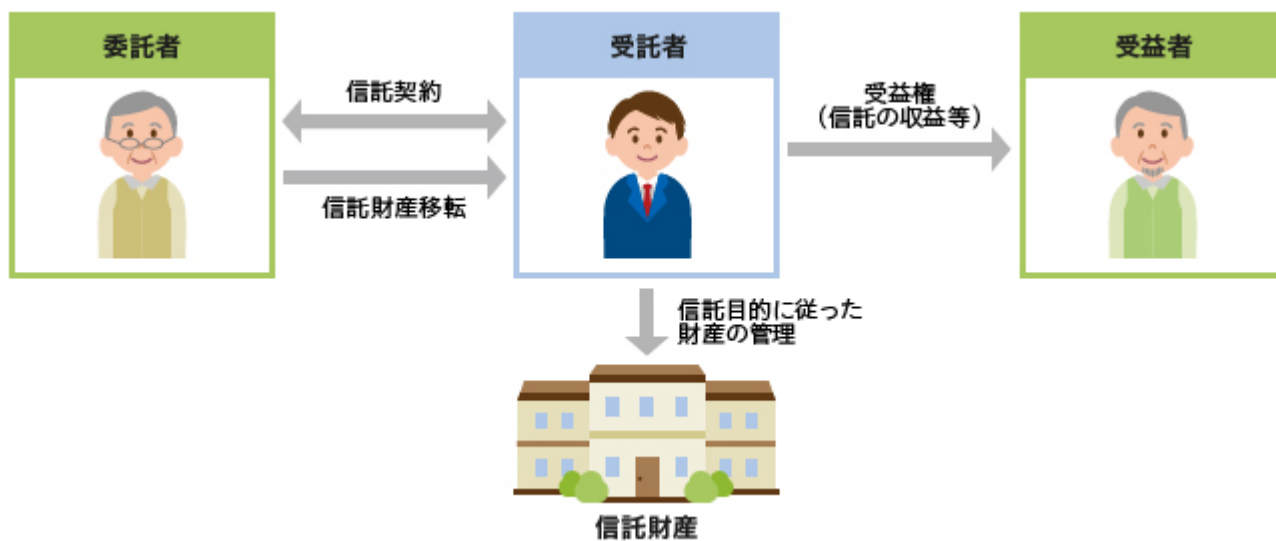 委託者
受託者
受益者
信託契約
信託財産移転
受益権
（信託の収益等）
信託目的に従った
財産の管理
信託財産